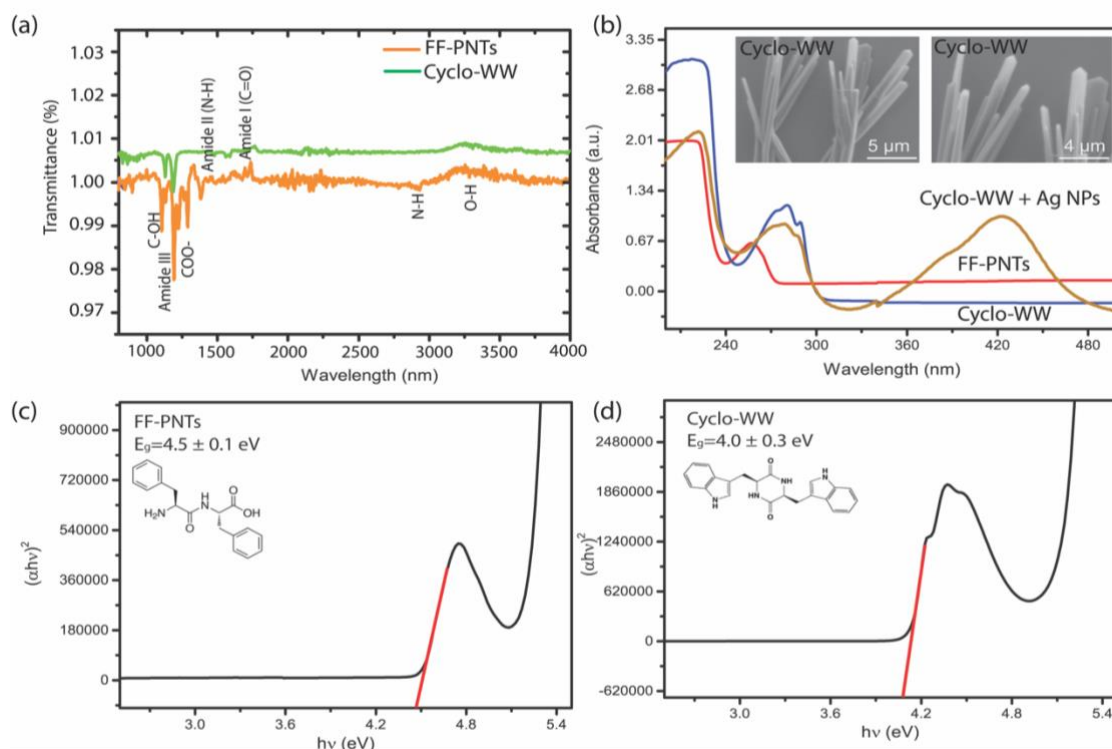 (a)
1.03
1.02
1.01
1.00
0.99
0.98
0.97
Transmittance (%)
FF-PNTs
Cyclo-WW
Amide II (N-H)
Amide I (C=O)
C-OH
Amide III
COO-
N-H
O-H
1000 1500 2000 2500 3000 3500 4000
Wavelength (nm)
(b)
3.35
2.68
2.01
1.34
0.67
0.00
Absorbance (a.u.)
Cyclo-WW
5 μm
Cyclo-WW
4 μm
Cyclo-WW + Ag NPs
FF-PNTs
Cyclo-WW
240 300 360 420 480
Wavelength (nm)
(c)
FF-PNTs
Eg=4.5 ± 0.1 eV
900000
720000
540000
360000
180000
0
(αhν)²
O
OH
H
N
H₂N
O
3.0 3.6 4.2 4.8 5.4
hν (eV)
(d)
Cyclo-WW
Eg=4.0 ± 0.3 eV
2480000
1860000
1240000
620000
0
-620000
(αhν)²
O
H
N
NH
HN
N
H
O
3.0 3.6 4.2 4.8 5.4
hν (eV)